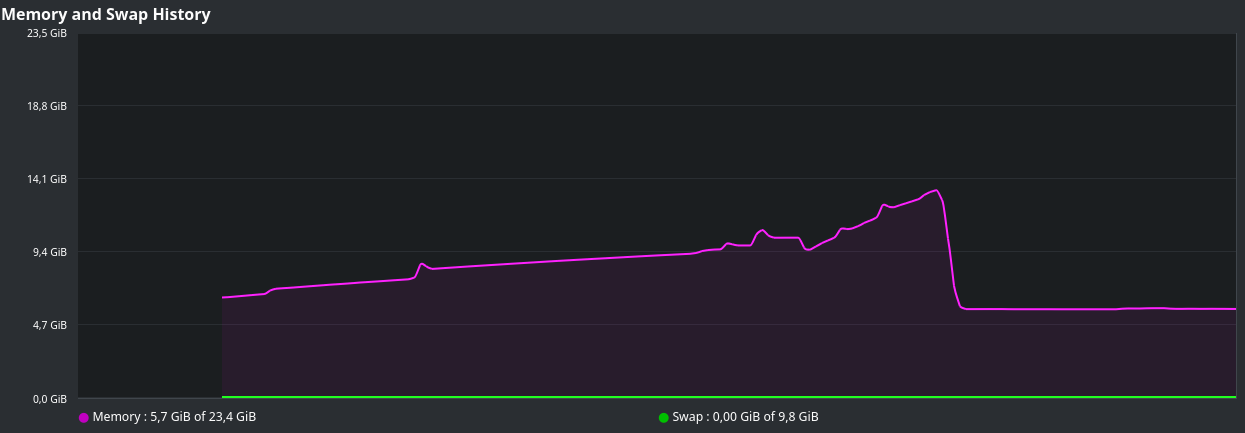 Memory and Swap History
23,5 GiB
18,8 GiB
14,1 GiB
9,4 GiB
4,7 GiB
0,0 GiB
Memory : 5,7 GiB of 23,4 GiB
Swap : 0,00 GiB of 9,8 GiB